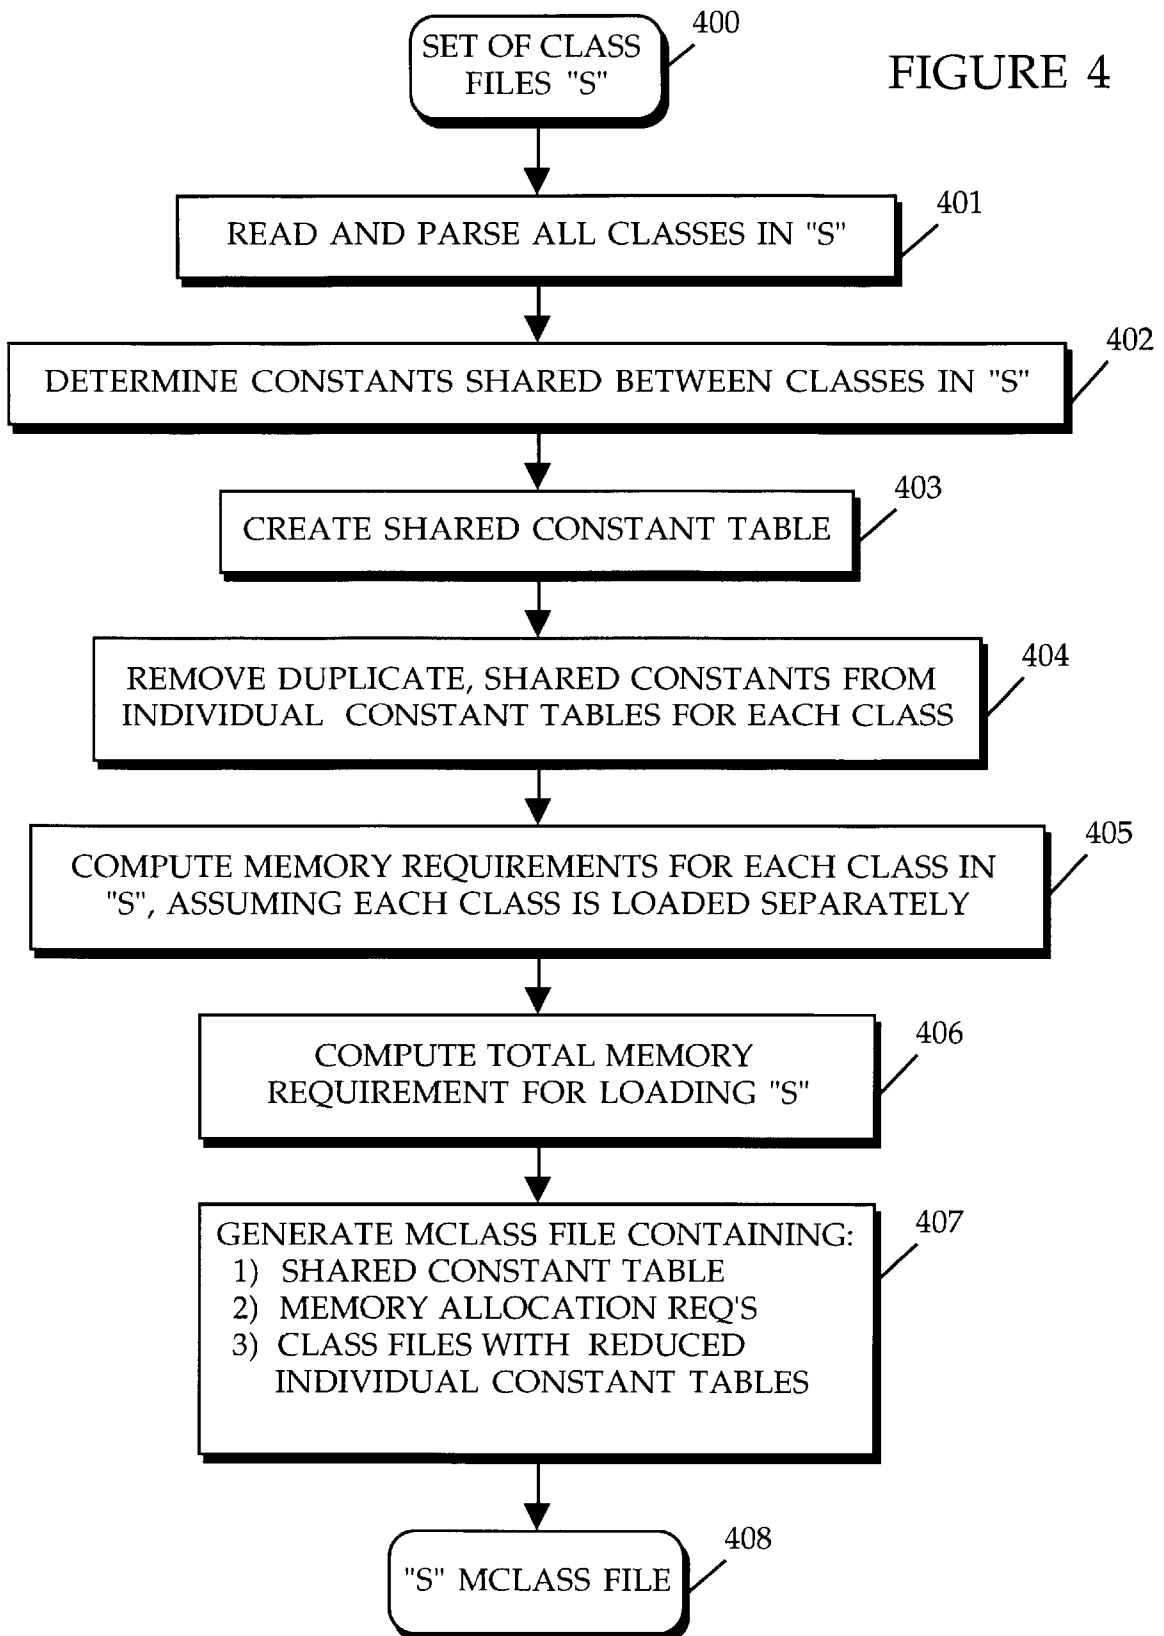 SET OF CLASS
FILES "S"
400
FIGURE 4
READ AND PARSE ALL CLASSES IN "S"
401
DETERMINE CONSTANTS SHARED BETWEEN CLASSES IN "S"
402
CREATE SHARED CONSTANT TABLE
403
REMOVE DUPLICATE, SHARED CONSTANTS FROM
INDIVIDUAL CONSTANT TABLES FOR EACH CLASS
404
COMPUTE MEMORY REQUIREMENTS FOR EACH CLASS IN
"S", ASSUMING EACH CLASS IS LOADED SEPARATELY
405
COMPUTE TOTAL MEMORY
REQUIREMENT FOR LOADING "S"
406
GENERATE MCLASS FILE CONTAINING:
1) SHARED CONSTANT TABLE
2) MEMORY ALLOCATION REQ'S
3) CLASS FILES WITH REDUCED
INDIVIDUAL CONSTANT TABLES
407
"S" MCLASS FILE
408